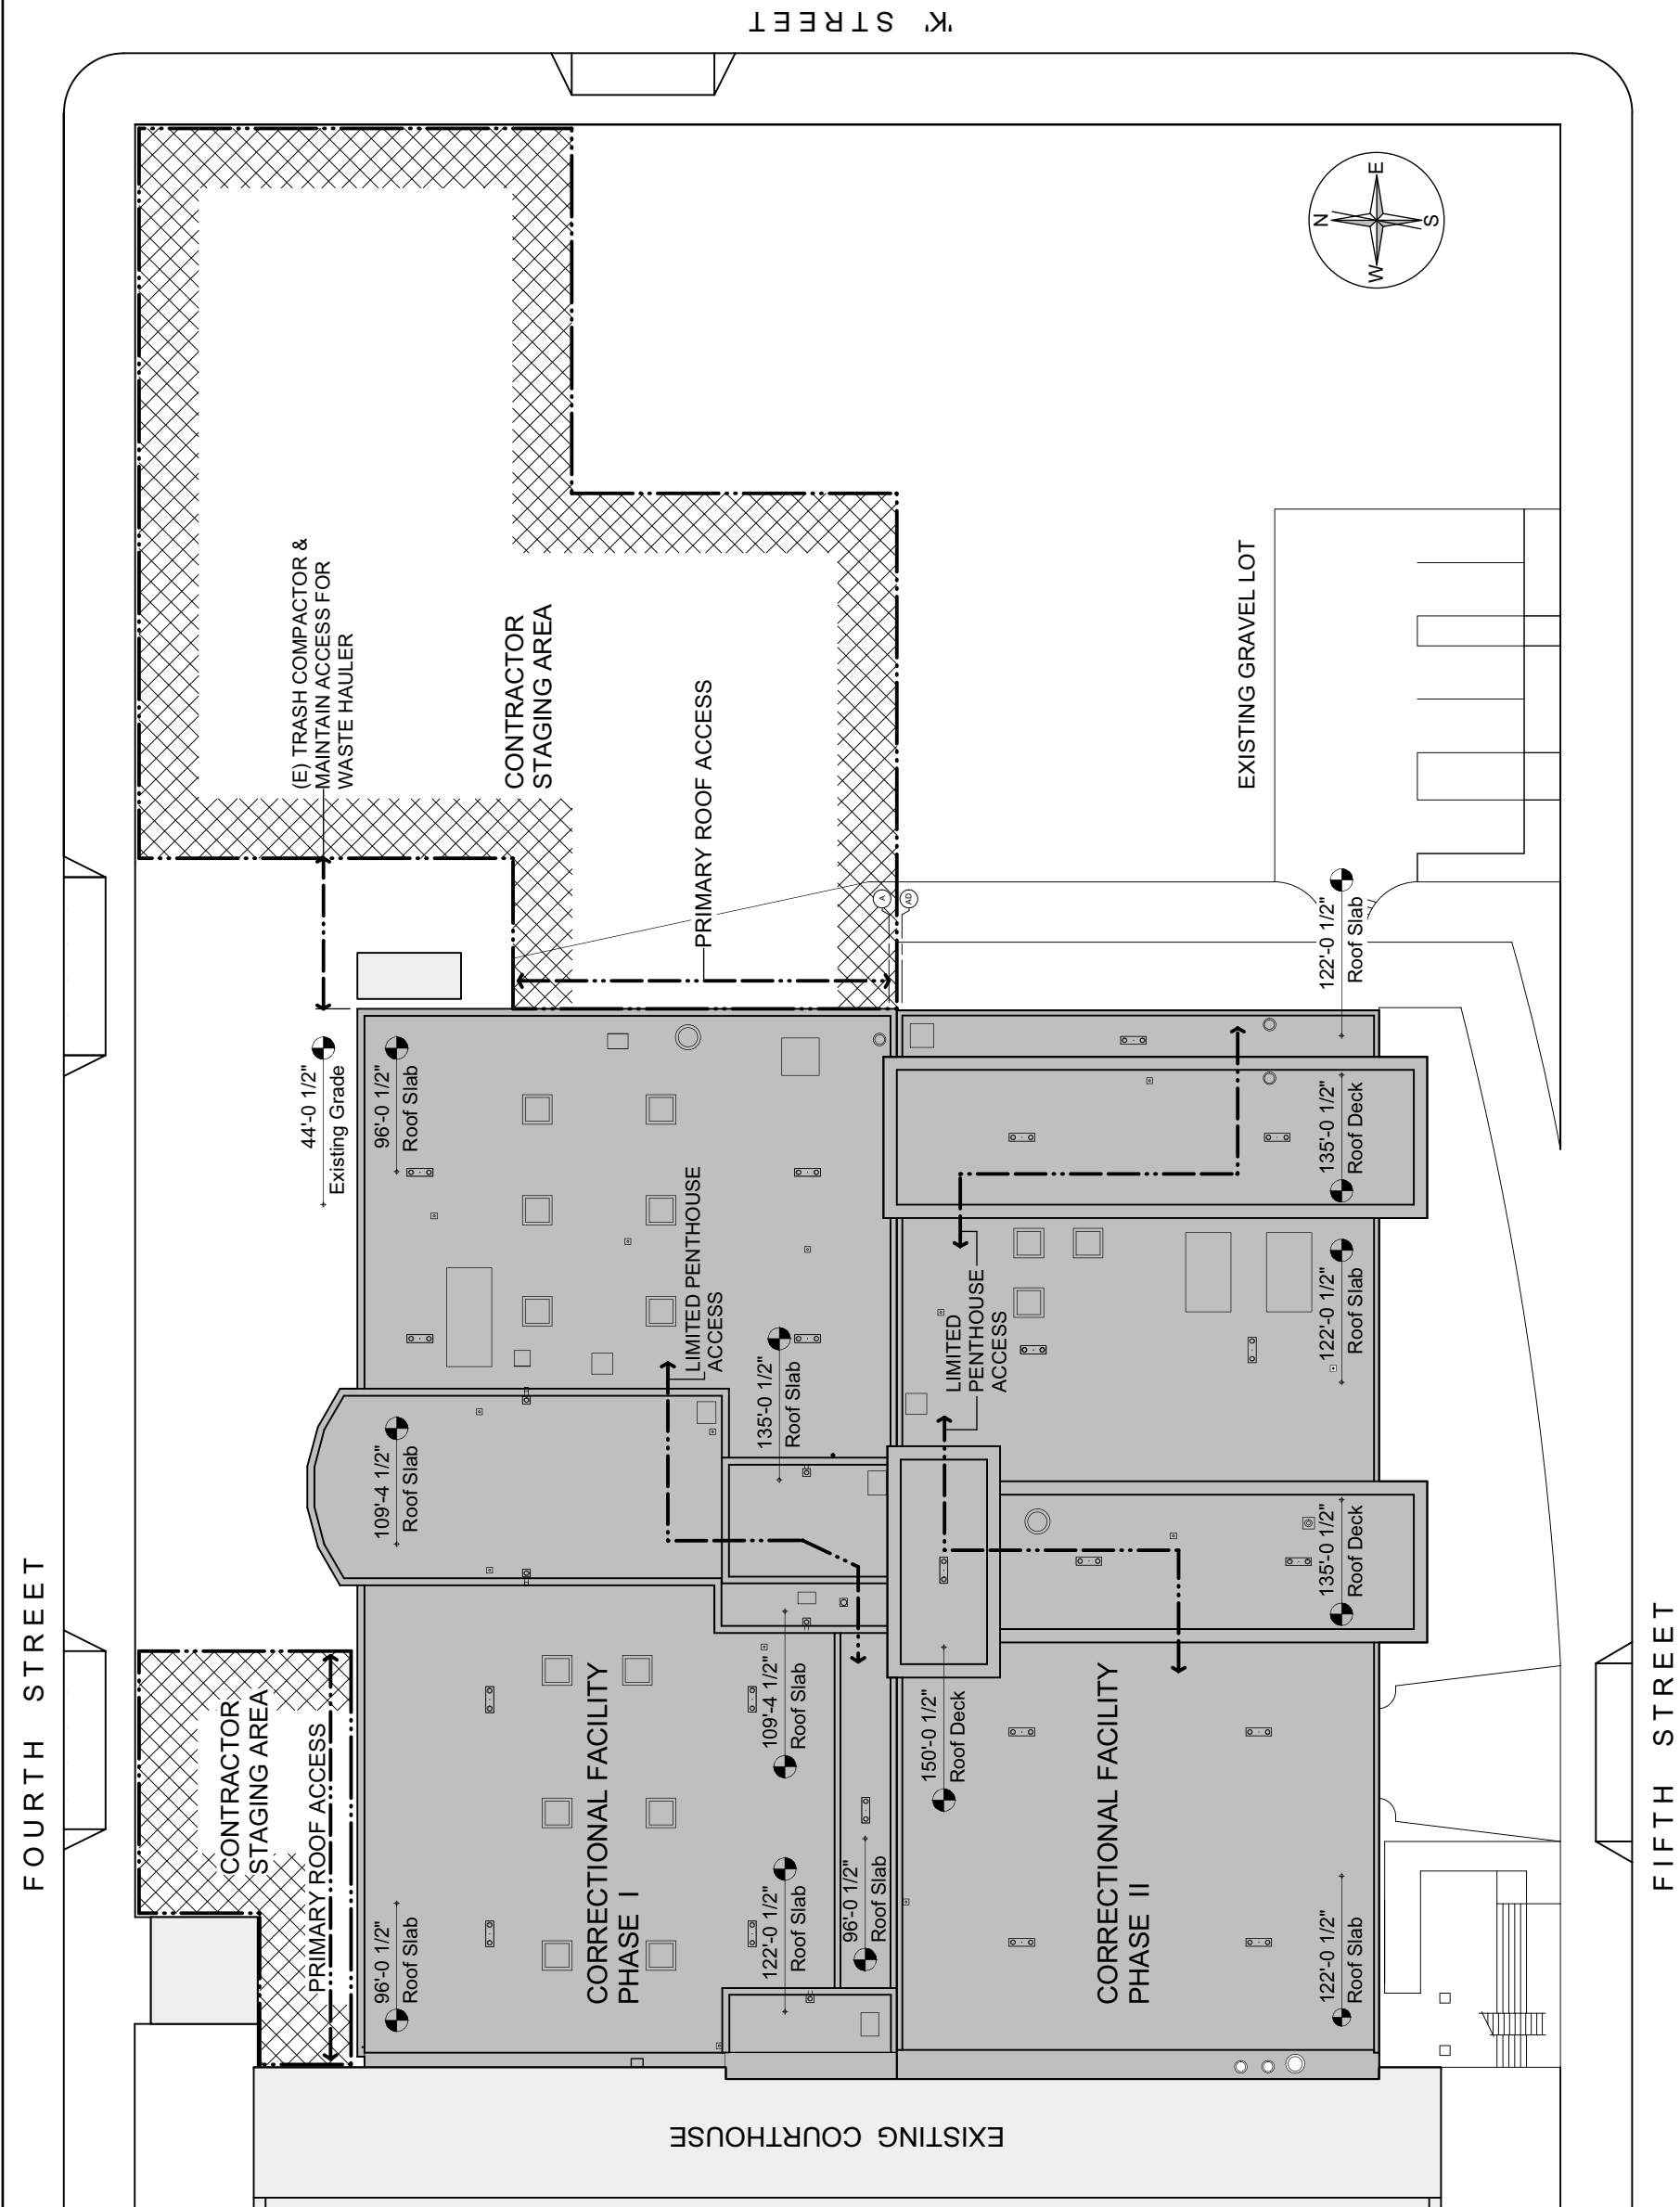 'K' STREET
FOURTH STREET
FIFTH STREET
N
E
S
W
(E) TRASH COMPACTOR &
MAINTAIN ACCESS FOR
WASTE HAULER
CONTRACTOR
STAGING AREA
PRIMARY ROOF ACCESS
EXISTING GRAVEL LOT
A
AD
44'-0 1/2"
Existing Grade
96'-0 1/2"
Roof Slab
122'-0 1/2"
Roof Slab
135'-0 1/2"
Roof Deck
LIMITED PENTHOUSE
ACCESS
LIMITED
PENTHOUSE
ACCESS
122'-0 1/2"
Roof Slab
135'-0 1/2"
Roof Slab
109'-4 1/2"
Roof Slab
135'-0 1/2"
Roof Deck
CONTRACTOR
STAGING AREA
PRIMARY ROOF ACCESS
CORRECTIONAL FACILITY
PHASE I
109'-4 1/2"
Roof Slab
150'-0 1/2"
Roof Deck
CORRECTIONAL FACILITY
PHASE II
96'-0 1/2"
Roof Slab
122'-0 1/2"
Roof Slab
96'-0 1/2"
Roof Slab
122'-0 1/2"
Roof Slab
EXISTING COURTHOUSE